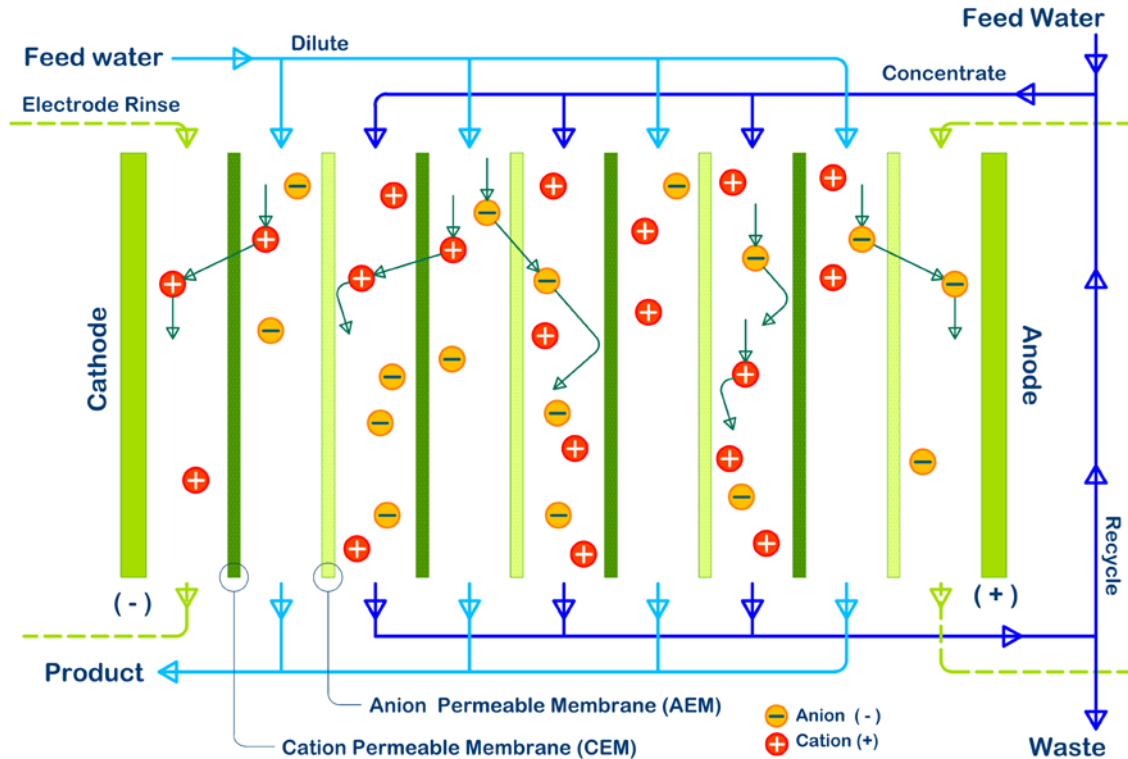 Feed Water
Feed water
Dilute
Concentrate
Electrode Rinse
Cathode
Anode
Recycle
( - )
( + )
Product
Anion Permeable Membrane (AEM)
Cation Permeable Membrane (CEM)
Anion ( - )
Cation (+)
Waste